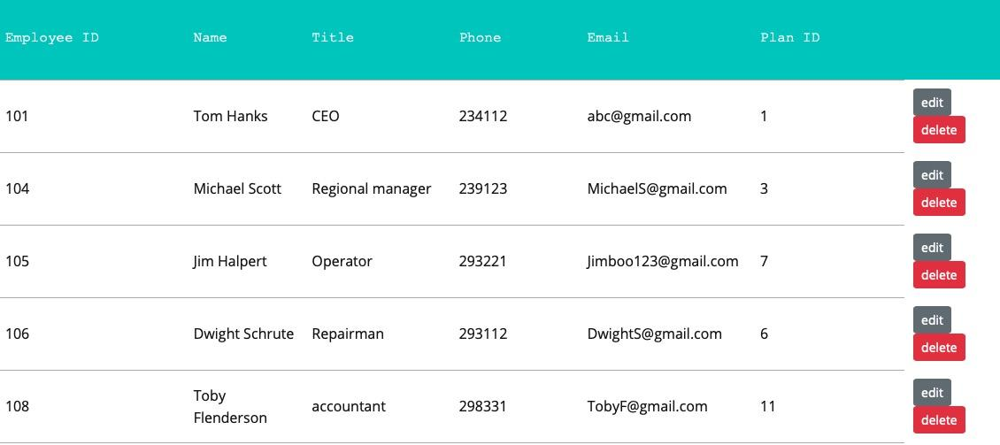 Employee ID Name Title Phone Email Plan ID
101 Tom Hanks CEO 234112 abc@gmail.com 1 edit
delete
104 Michael Scott Regional manager 239123 MichaelS@gmail.com 3 edit
delete
105 Jim Halpert Operator 293221 Jimboo123@gmail.com 7 edit
delete
106 Dwight Schrute Repairman 293112 DwightS@gmail.com 6 edit
delete
108 Toby Flenderson accountant 298331 TobyF@gmail.com 11 edit
delete